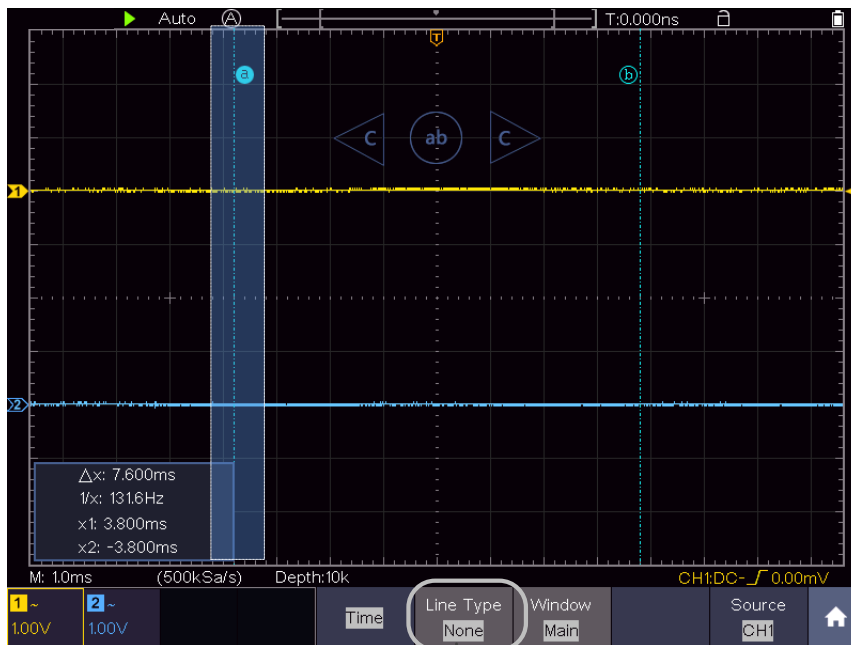 Auto A T:0.000ns
T
a b
C ab C
1
2
△x: 7.600ms
1/x: 131.6Hz
x1: 3.800ms
x2: -3.800ms
M: 1.0ms (500kSa/s) Depth:10k CH1:DC- 0.00mV
1 ~ 2 ~ Line Type Window Source
1.00V 1.00V Time None Main CH1